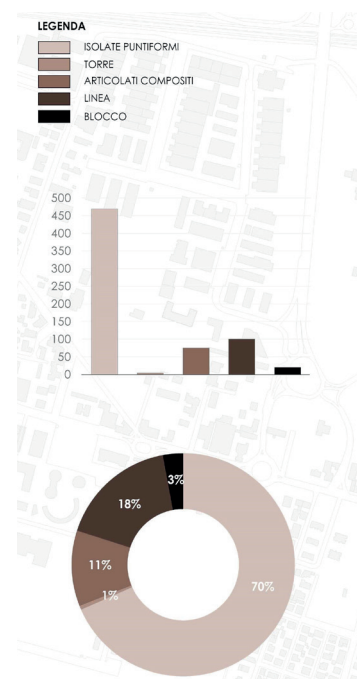 LEGENDA
ISOLATE PUNTIFORMI
TORRE
ARTICOLATI COMPOSITI
LINEA
BLOCCO
500
450
400
350
300
250
200
150
100
50
0
3%
18%
11%
1%
70%